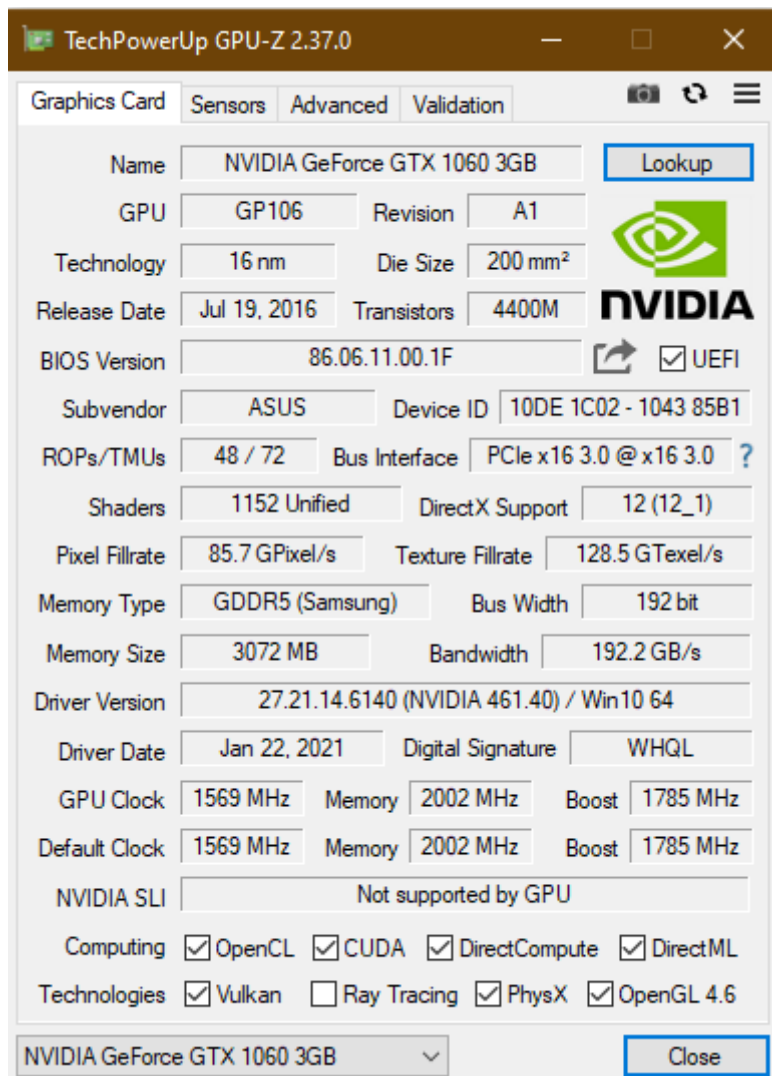 TechPowerUp GPU-Z 2.37.0
Graphics Card Sensors Advanced Validation
Name NVIDIA GeForce GTX 1060 3GB Lookup
GPU GP106 Revision A1
Technology 16 nm Die Size 200 mm²
Release Date Jul 19, 2016 Transistors 4400M
NVIDIA
BIOS Version 86.06.11.00.1F UEFI
Subvendor ASUS Device ID 10DE 1C02 - 1043 85B1
ROPs/TMUs 48 / 72 Bus Interface PCIe x16 3.0 @ x16 3.0 ?
Shaders 1152 Unified DirectX Support 12 (12_1)
Pixel Fillrate 85.7 GPixel/s Texture Fillrate 128.5 GTexel/s
Memory Type GDDR5 (Samsung) Bus Width 192 bit
Memory Size 3072 MB Bandwidth 192.2 GB/s
Driver Version 27.21.14.6140 (NVIDIA 461.40) / Win10 64
Driver Date Jan 22, 2021 Digital Signature WHQL
GPU Clock 1569 MHz Memory 2002 MHz Boost 1785 MHz
Default Clock 1569 MHz Memory 2002 MHz Boost 1785 MHz
NVIDIA SLI Not supported by GPU
Computing OpenCL CUDA DirectCompute DirectML
Technologies Vulkan Ray Tracing PhysX OpenGL 4.6
NVIDIA GeForce GTX 1060 3GB Close